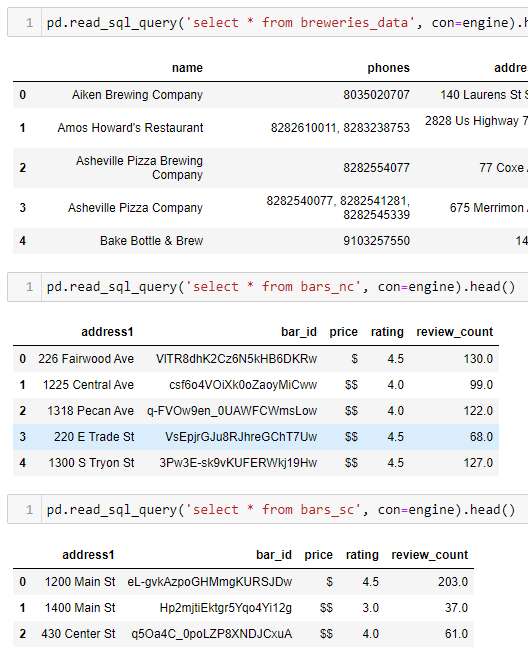 1 pd.read_sql_query('select * from breweries_data', con=engine).h
name phones addre
0 Aiken Brewing Company 8035020707 140 Laurens St S
1 Amos Howard's Restaurant 8282610011, 8283238753 2828 Us Highway 7
2 Asheville Pizza Brewing Company 8282554077 77 Coxe
3 Asheville Pizza Company 8282540077, 8282541281, 8282545339 675 Merrimon
4 Bake Bottle & Brew 9103257550 14
1 pd.read_sql_query('select * from bars_nc', con=engine).head()
address1 bar_id price rating review_count
0 226 Fairwood Ave VlTR8dhK2Cz6N5kHB6DKRw $ 4.5 130.0
1 1225 Central Ave csf6o4VOiXk0oZaoyMiCww $$ 4.0 99.0
2 1318 Pecan Ave q-FVOw9en_0UAWFCWmsLow $$ 4.0 122.0
3 220 E Trade St VsEpjrGJu8RJhreGChT7Uw $$ 4.5 68.0
4 1300 S Tryon St 3Pw3E-sk9vKUFERWkj19Hw $$ 4.5 127.0
1 pd.read_sql_query('select * from bars_sc', con=engine).head()
address1 bar_id price rating review_count
0 1200 Main St eL-gvkAzpoGHMmgKURSJDw $ 4.5 203.0
1 1400 Main St Hp2mjtiEktgr5Yqo4Yi12g $$ 3.0 37.0
2 430 Center St q5Oa4C_0poLZP8XNDJCxuA $$ 4.0 61.0